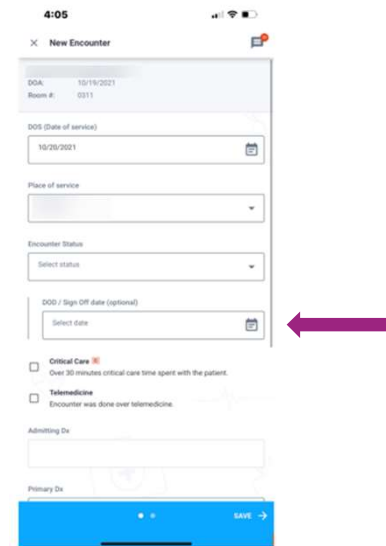 4:05
New Encounter
DOA: 10/19/2021
Room #: 0311
DOS (Date of service)
10/20/2021
Place of service
Encounter Status
Select status
DOD / Sign Off date (optional)
Select date
Critical Care
Over 30 minutes critical care time spent with the patient.
Telemedicine
Encounter was done over telemedicine.
Admitting Dx
Primary Dx
SAVE